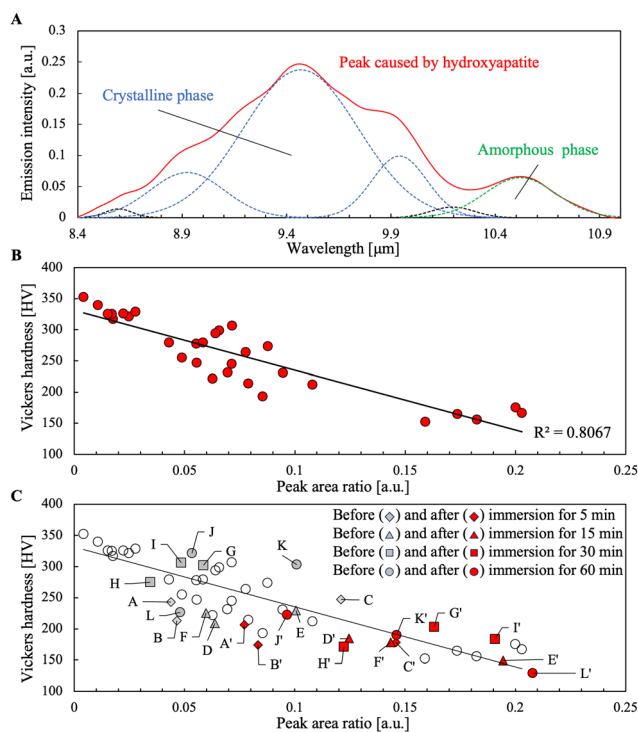 A
Emission intensity [a.u.]
0.3
0.25
0.2
0.15
0.1
0.05
0
Peak caused by hydroxyapatite
Crystalline phase
Amorphous phase
8.4 8.9 9.4 9.9 10.4 10.9
Wavelength [µm]
B
Vickers hardness [HV]
400
350
300
250
200
150
100
R² = 0.8067
0 0.05 0.1 0.15 0.2 0.25
Peak area ratio [a.u.]
C
Vickers hardness [HV]
400
350
300
250
200
150
100
Before ( ) and after ( ) immersion for 5 min
Before ( ) and after ( ) immersion for 15 min
Before ( ) and after ( ) immersion for 30 min
Before ( ) and after ( ) immersion for 60 min
I J G K
H
A C
L
B F D A' B' J' E K' G'
D' H' F' C' I' E' L'
0 0.05 0.1 0.15 0.2 0.25
Peak area ratio [a.u.]